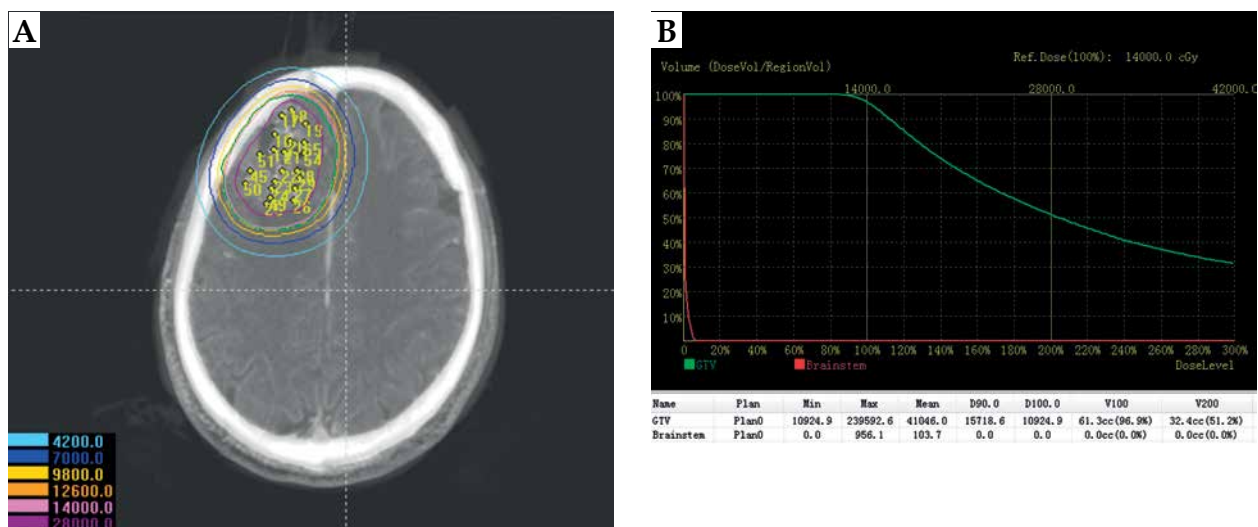 A
4200.0
7000.0
9800.0
12600.0
14000.0
28000.0
B
Ref.Dose(100%): 14000.0 cGy
Volume (DoseVol/RegionVol)
14000.0 28000.0 42000.0
100%
90%
80%
70%
60%
50%
40%
30%
20%
10%
0 20% 40% 60% 80% 100% 120% 140% 160% 180% 200% 220% 240% 260% 280% 300%
GTV Brainstem DoseLevel
Name Plan Min Max Mean D90.0 D100.0 V100 V200
GTV Plan0 10924.9 239592.6 41046.0 15718.6 10924.9 61.3cc(96.9%) 32.4cc(51.2%)
Brainstem Plan0 0.0 956.1 103.7 0.0 0.0 0.0cc(0.0%) 0.0cc(0.0%)